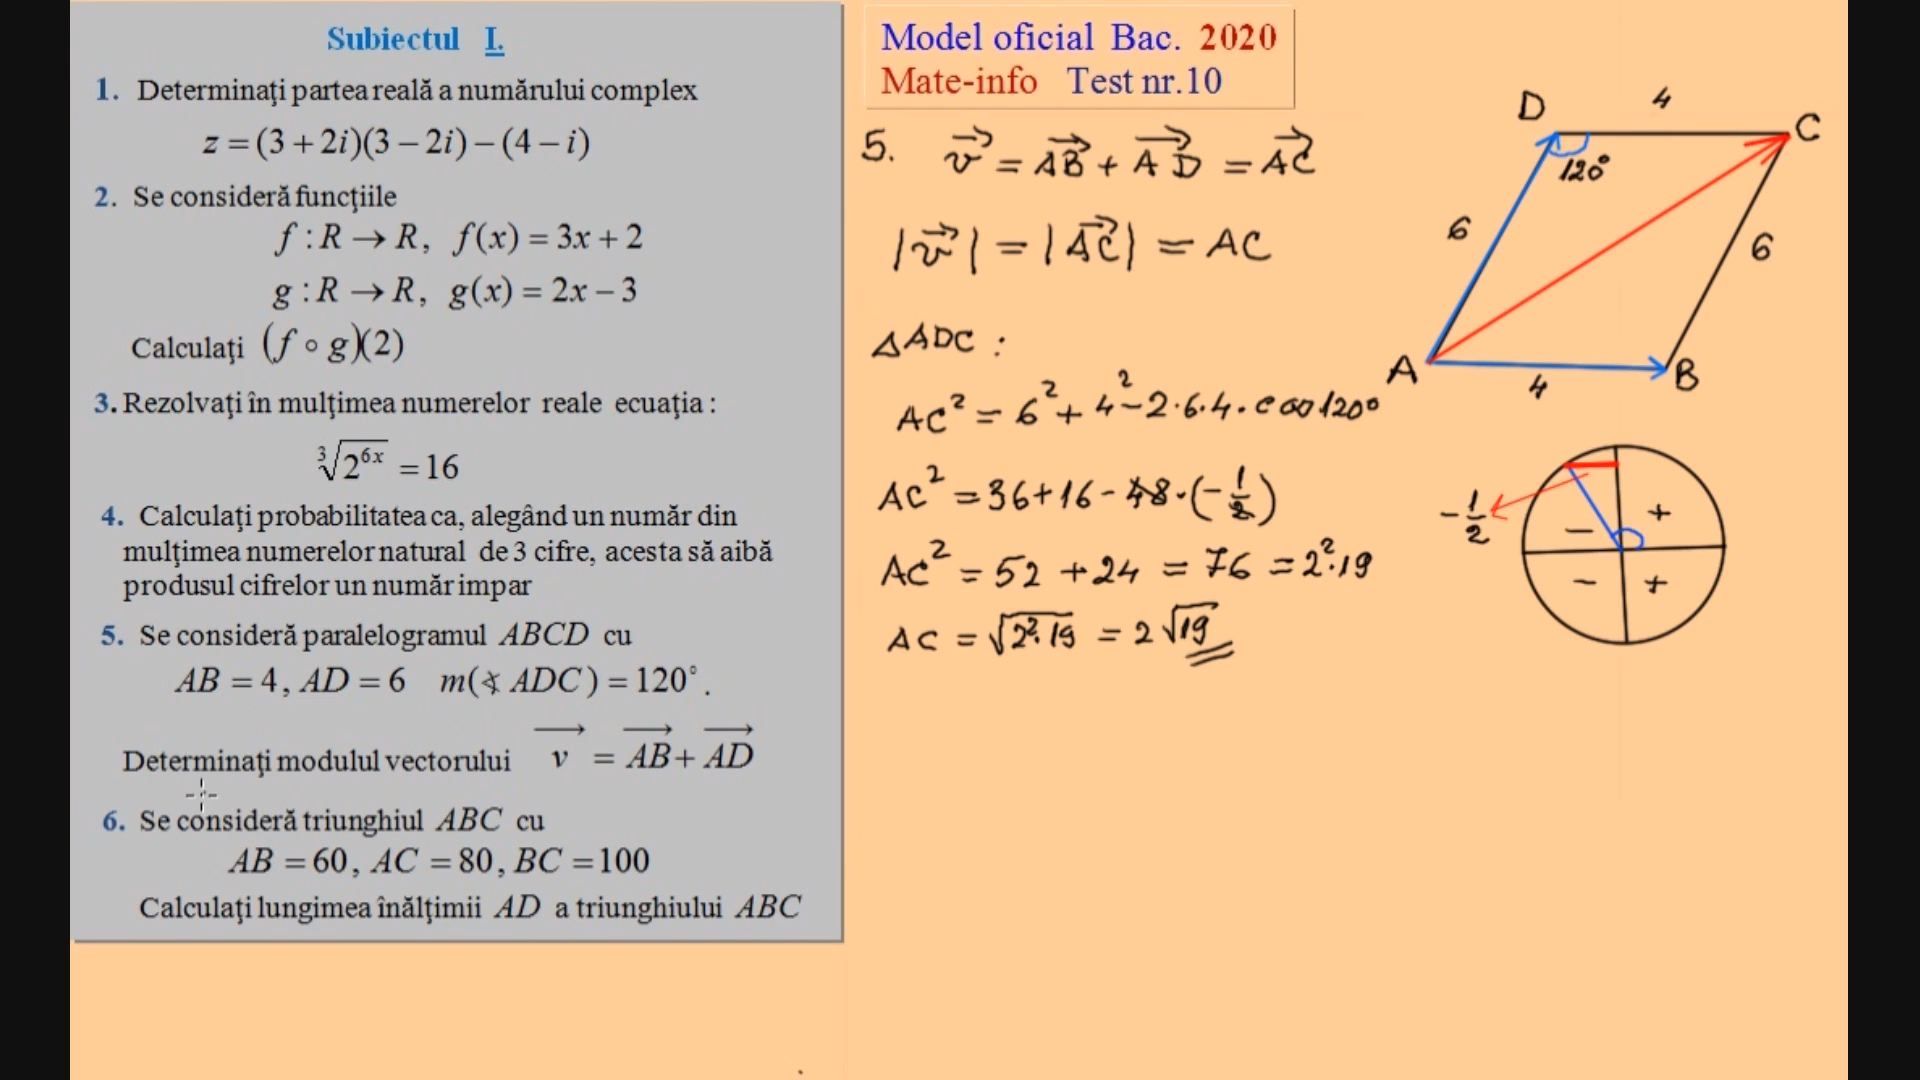 Subiectul I.
1. Determinați partea reală a numărului complex
z = (3 + 2i)(3 − 2i) − (4 − i)
2. Se consideră funcțiile
f : R → R, f(x) = 3x + 2
g : R → R, g(x) = 2x − 3
Calculați (f ∘ g)(2)
3. Rezolvați în mulțimea numerelor reale ecuația :
∛(2^{6x}) = 16
4. Calculați probabilitatea ca, alegând un număr din
mulțimea numerelor natural de 3 cifre, acesta să aibă
produsul cifrelor un număr impar
5. Se consideră paralelogramul ABCD cu
AB = 4, AD = 6 m(∢ ADC) = 120°.
Determinați modulul vectorului v⃗ = AB⃗ + AD⃗
6. Se consideră triunghiul ABC cu
AB = 60, AC = 80, BC = 100
Calculați lungimea înălțimii AD a triunghiului ABC
Model oficial Bac. 2020
Mate-info Test nr.10
5. v⃗ = AB⃗ + AD⃗ = AC⃗
|v⃗| = |AC⃗| = AC
△ADC :
AC² = 6² + 4² − 2·6·4·cos120°
AC² = 36 + 16 − 48·(−1/2)
AC² = 52 + 24 = 76 = 2²·19
AC = √(2²·19) = 2√19
D 4 C
120°
6 6
A 4 B
−1/2
− +
− +